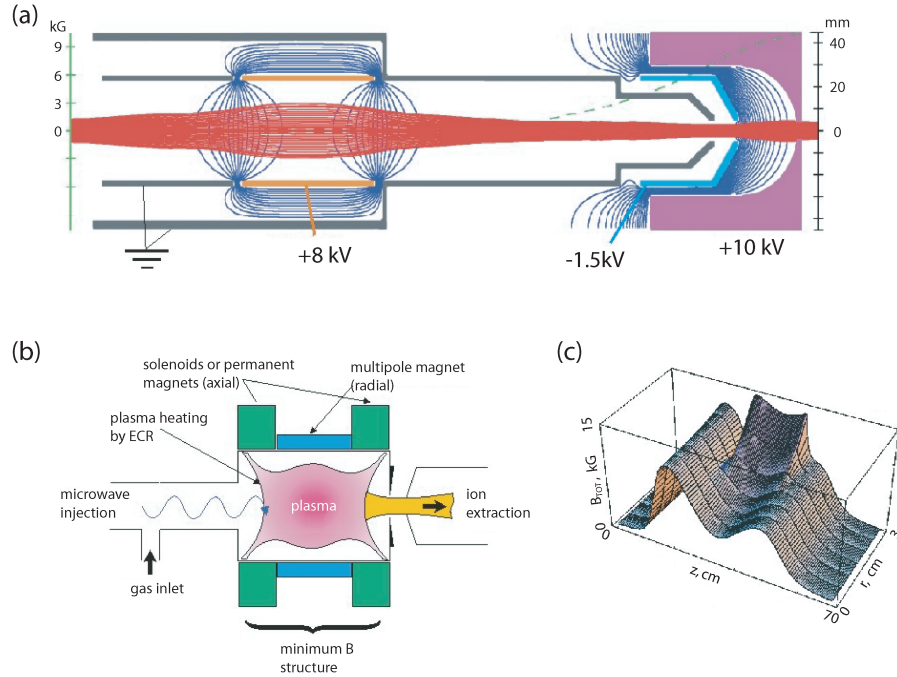 (a)
kG
9
6
3
0
mm
40
20
0
+8 kV
-1.5kV
+10 kV
(b)
solenoids or permanent
magnets (axial)
multipole magnet
(radial)
plasma heating
by ECR
microwave
injection
plasma
ion
extraction
gas inlet
minimum B
structure
(c)
15
BTOT, kG
0
0
z, cm
70
0
r, cm